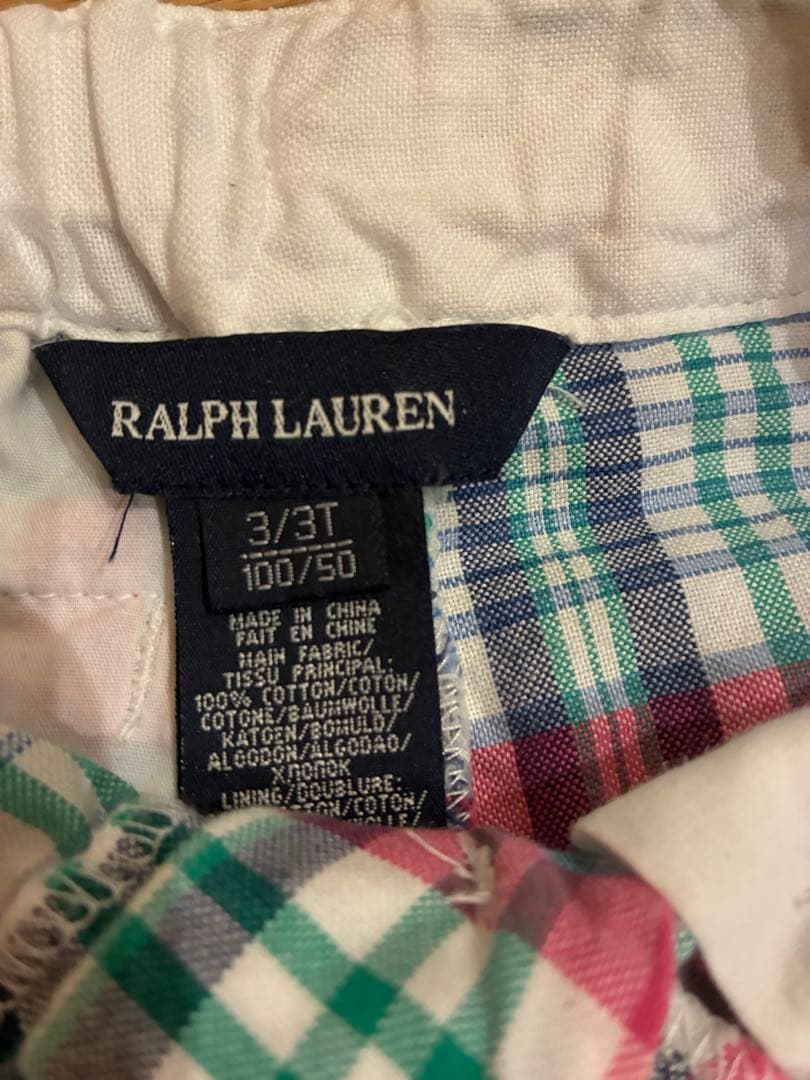 RALPH LAUREN
3/3T
100/50
MADE IN CHINA
FAIT EN CHINE
MAIN FABRIC/
TISSU PRINCIPAL:
100% COTTON/COTON/
COTONE/BAUMWOLLE/
KATOEN/BOMULD/
ALGODON/ALGODAO/
ХЛОПОК
LINING/DOUBLURE: